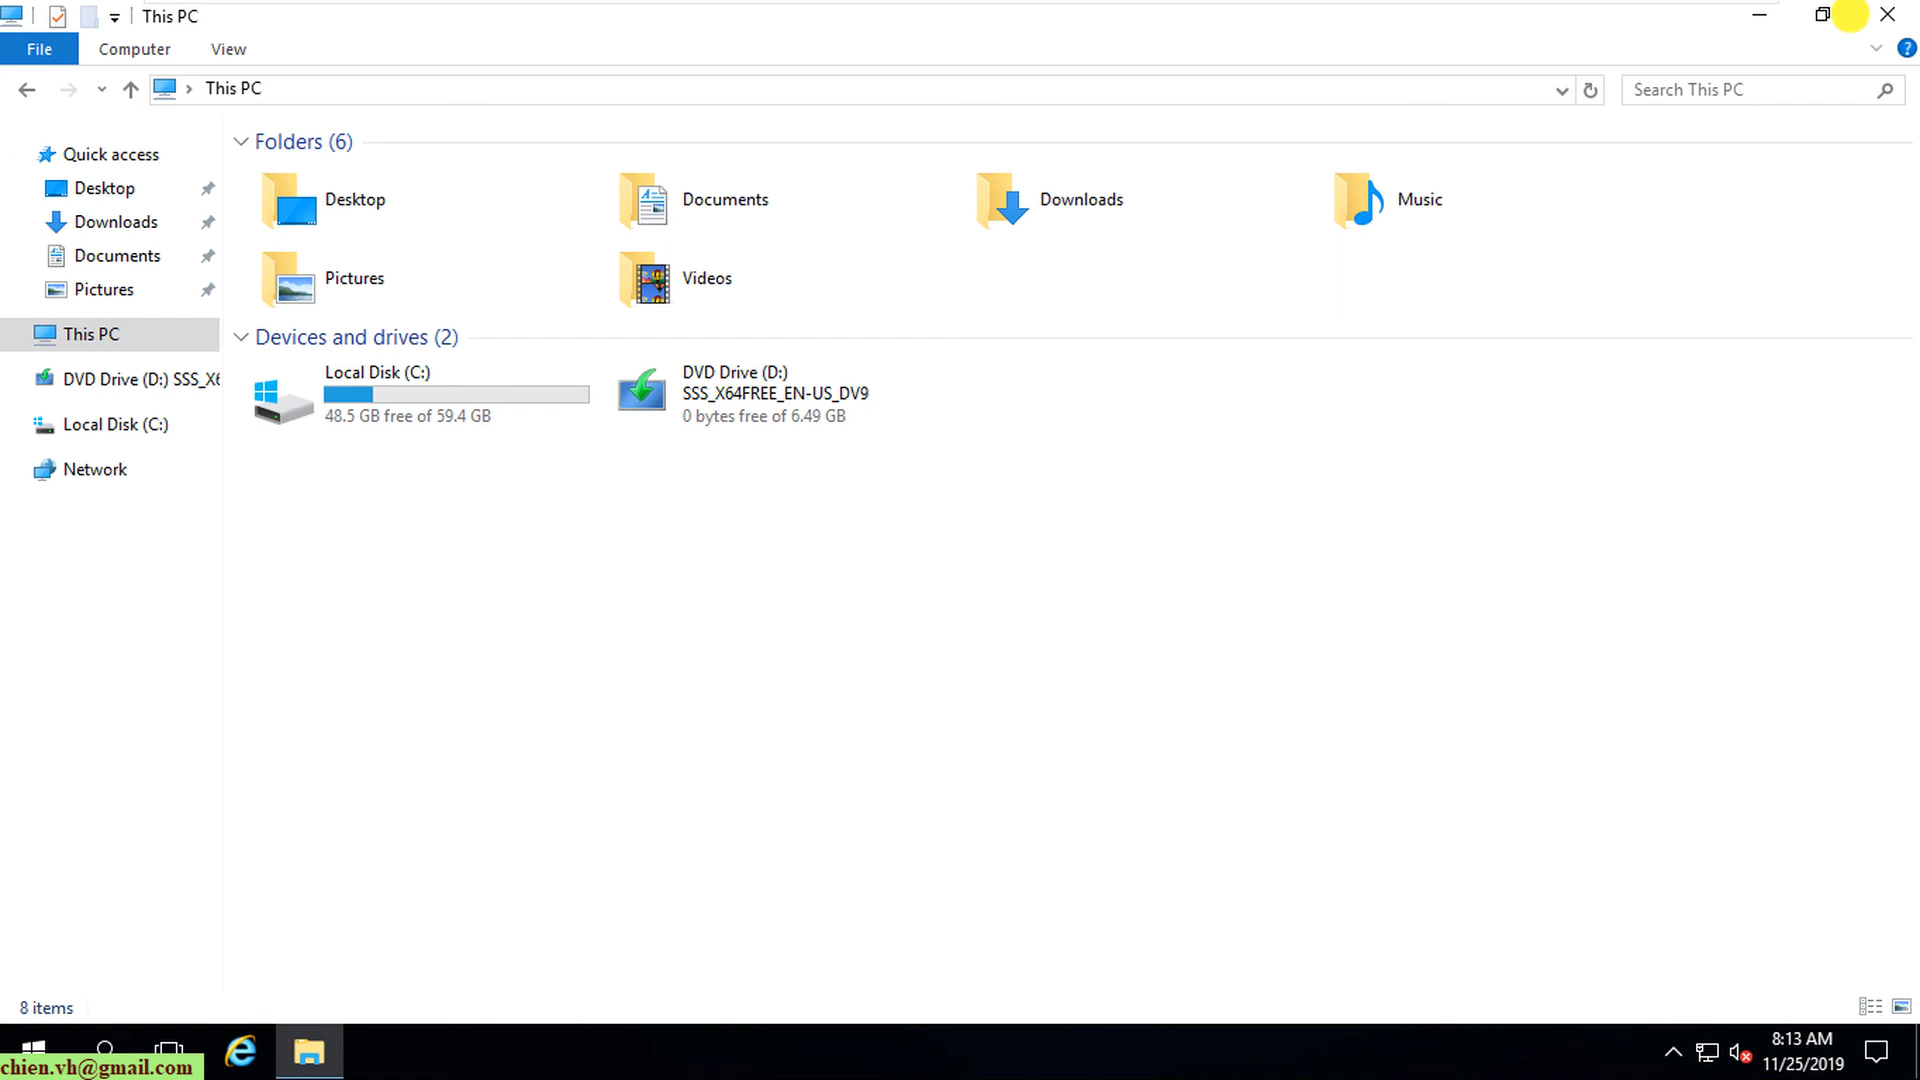 This PC
File Computer View
This PC
Search This PC
Quick access
Desktop
Downloads
Documents
Pictures
This PC
DVD Drive (D:) SSS_X6
Local Disk (C:)
Network
Folders (6)
Desktop
Documents
Downloads
Music
Pictures
Videos
Devices and drives (2)
Local Disk (C:)
48.5 GB free of 59.4 GB
DVD Drive (D:)
SSS_X64FREE_EN-US_DV9
0 bytes free of 6.49 GB
8 items
chien.vh@gmail.com
8:13 AM
11/25/2019